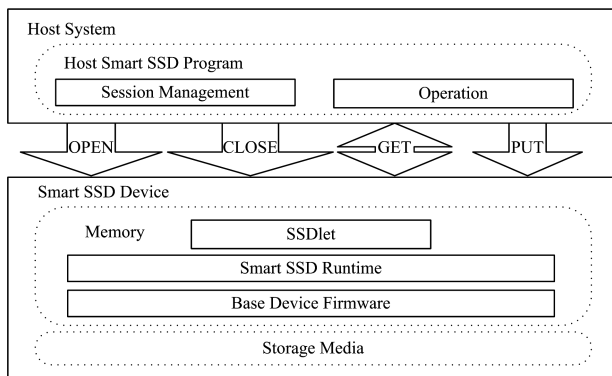 Host System
Host Smart SSD Program
Session Management
Operation
OPEN
CLOSE
GET
PUT
Smart SSD Device
Memory
SSDlet
Smart SSD Runtime
Base Device Firmware
Storage Media